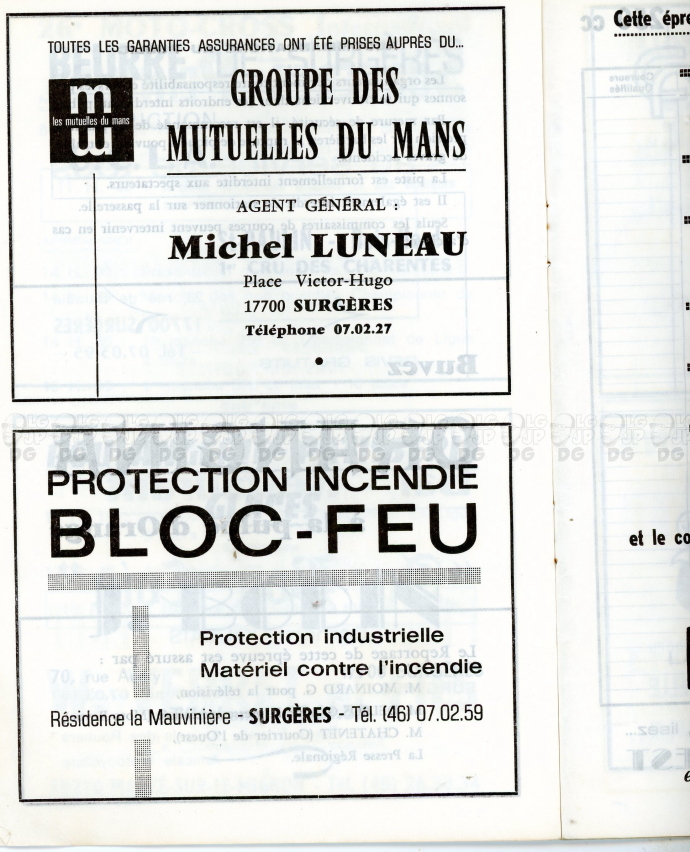 TOUTES LES GARANTIES ASSURANCES ONT ÉTÉ PRISES AUPRÈS DU...
m
les mutuelles du mans
GROUPE DES
MUTUELLES DU MANS
AGENT GÉNÉRAL :
Michel LUNEAU
Place Victor-Hugo
17700 SURGÈRES
Téléphone 07.02.27
PROTECTION INCENDIE
BLOC-FEU
Protection industrielle
Matériel contre l'incendie
Résidence la Mauvinière - SURGÈRES - Tél. (46) 07.02.59
Cette épre
et le co